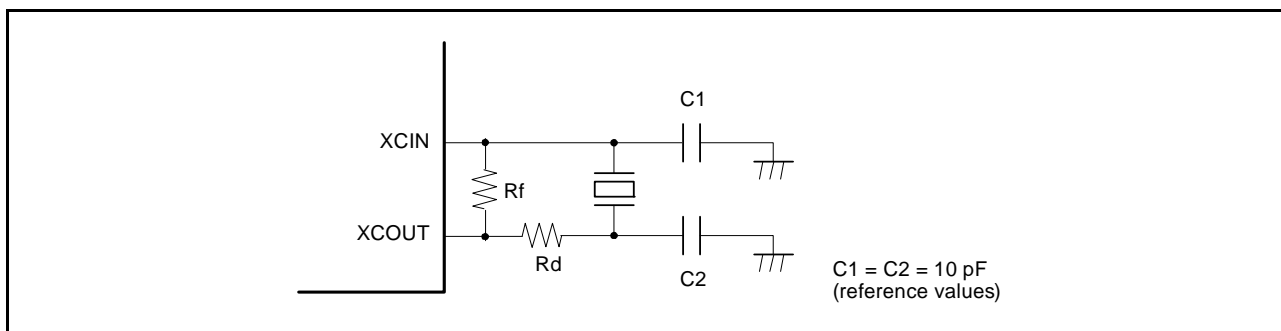 C1
XCIN
Rf
XCOUT
Rd
C2
C1 = C2 = 10 pF
(reference values)